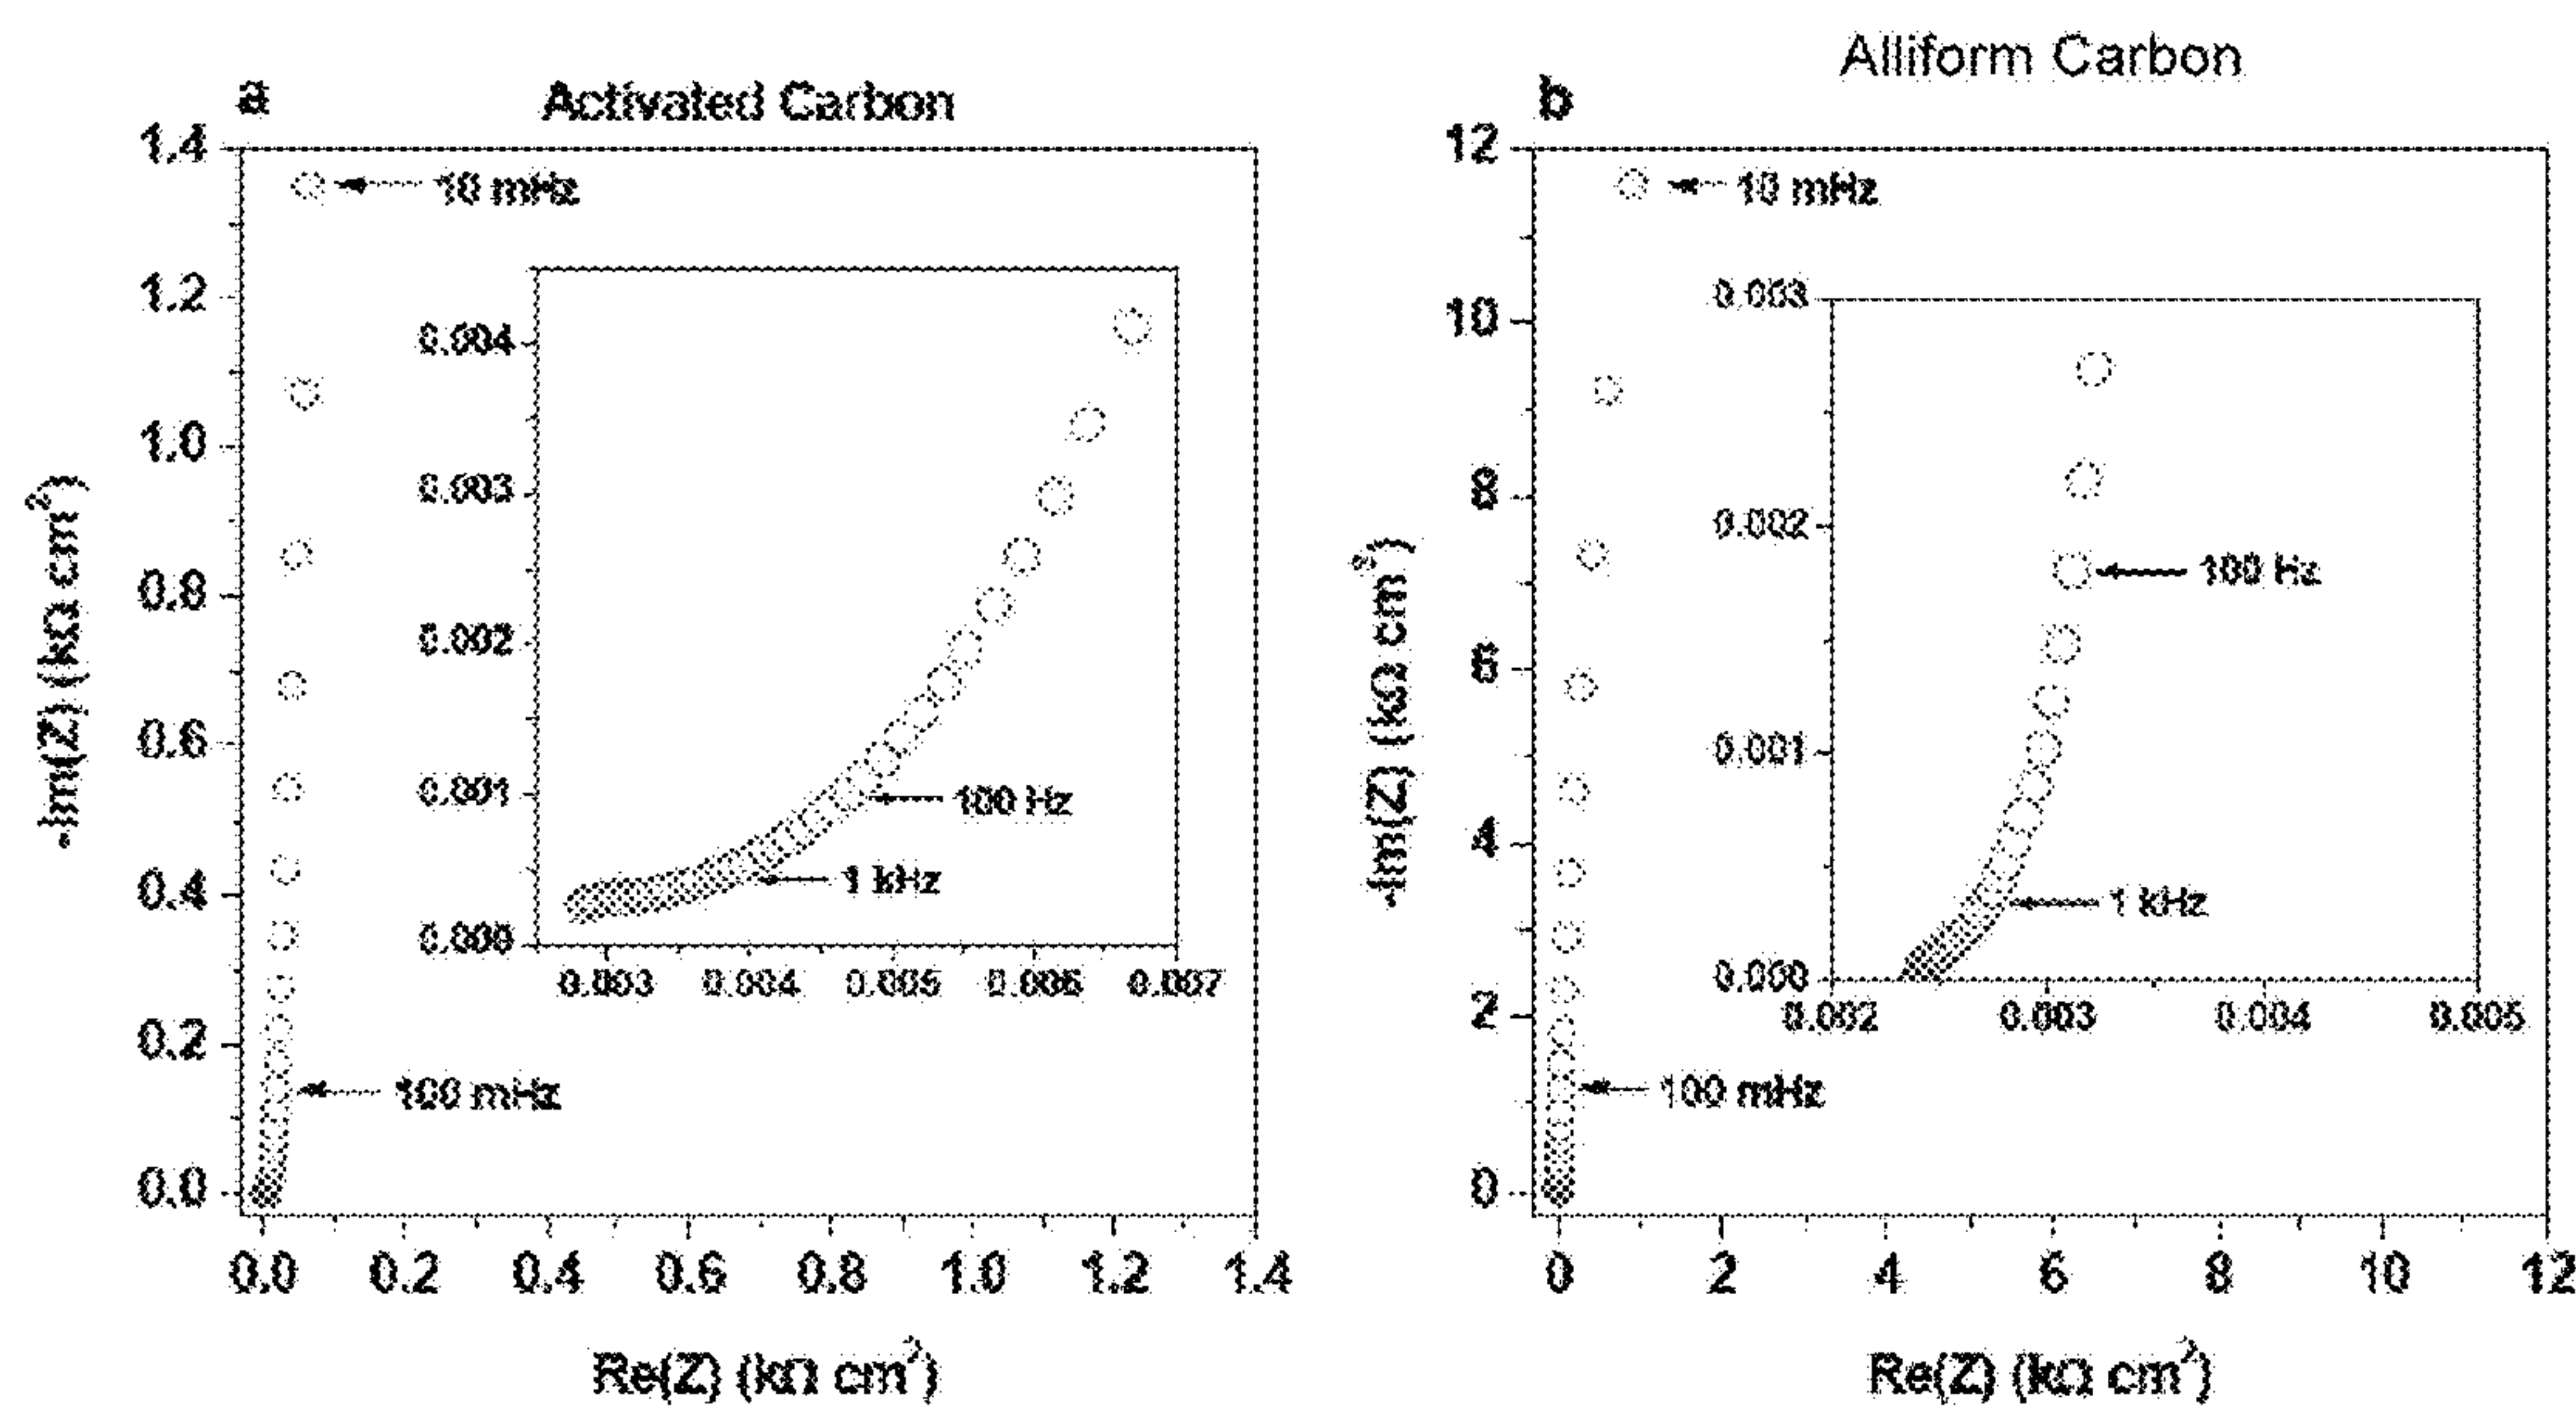 a
Activated Carbon
1.4
1.2
1.0
0.8
0.6
0.4
0.2
0.0
-Im(Z) (kΩ cm²)
10 mHz
100 mHz
0.004
0.003
0.002
0.001
0.000
100 Hz
1 kHz
0.003 0.004 0.005 0.006 0.007
0.0 0.2 0.4 0.6 0.8 1.0 1.2 1.4
Re(Z) (kΩ cm²)
b
Alliform Carbon
12
10
8
6
4
2
0
-Im(Z) (kΩ cm²)
10 mHz
100 mHz
0.003
0.002
0.001
0.000
100 Hz
1 kHz
0.002 0.003 0.004 0.005
0 2 4 6 8 10 12
Re(Z) (kΩ cm²)